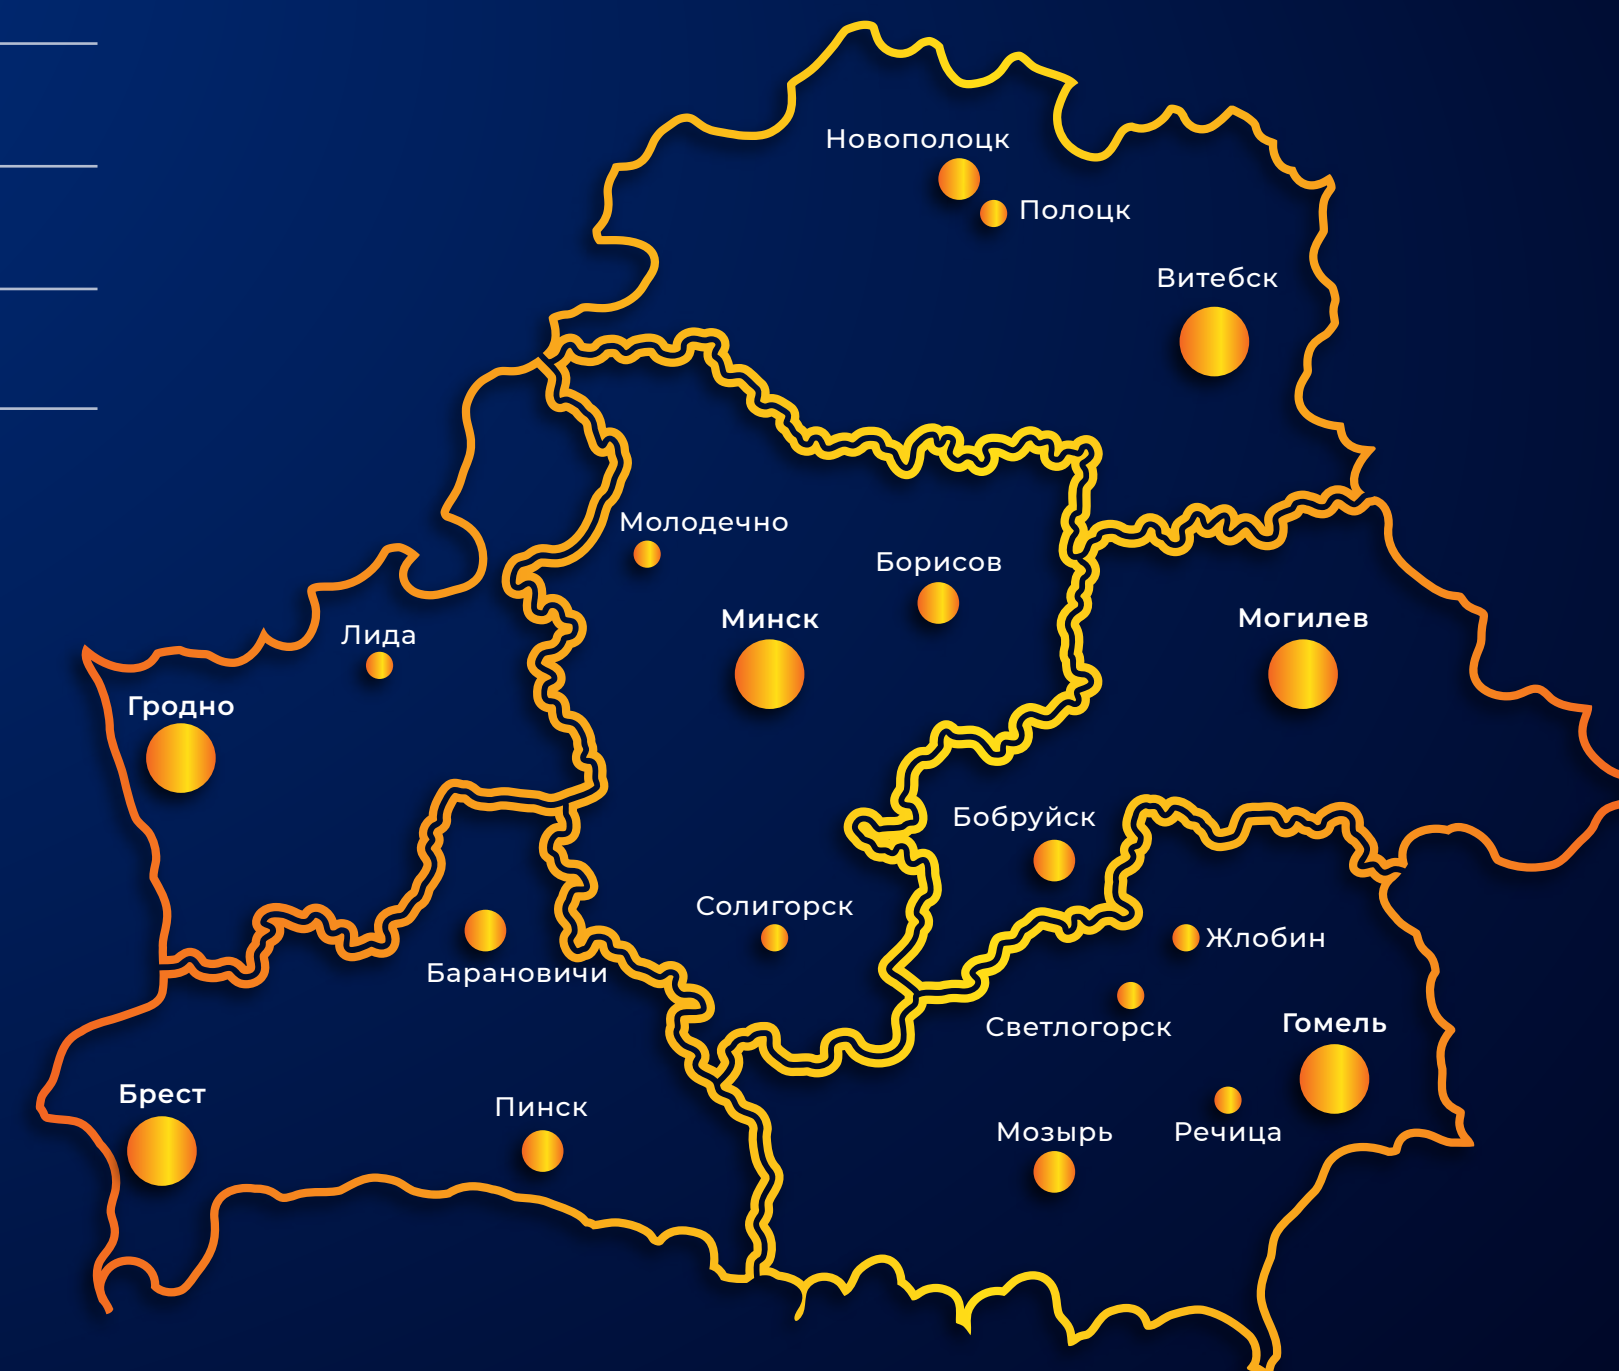 Новополоцк
Полоцк
Витебск
Молодечно
Борисов
Минск
Могилев
Лида
Гродно
Бобруйск
Солигорск
Жлобин
Барановичи
Светлогорск
Гомель
Брест
Пинск
Мозырь
Речица